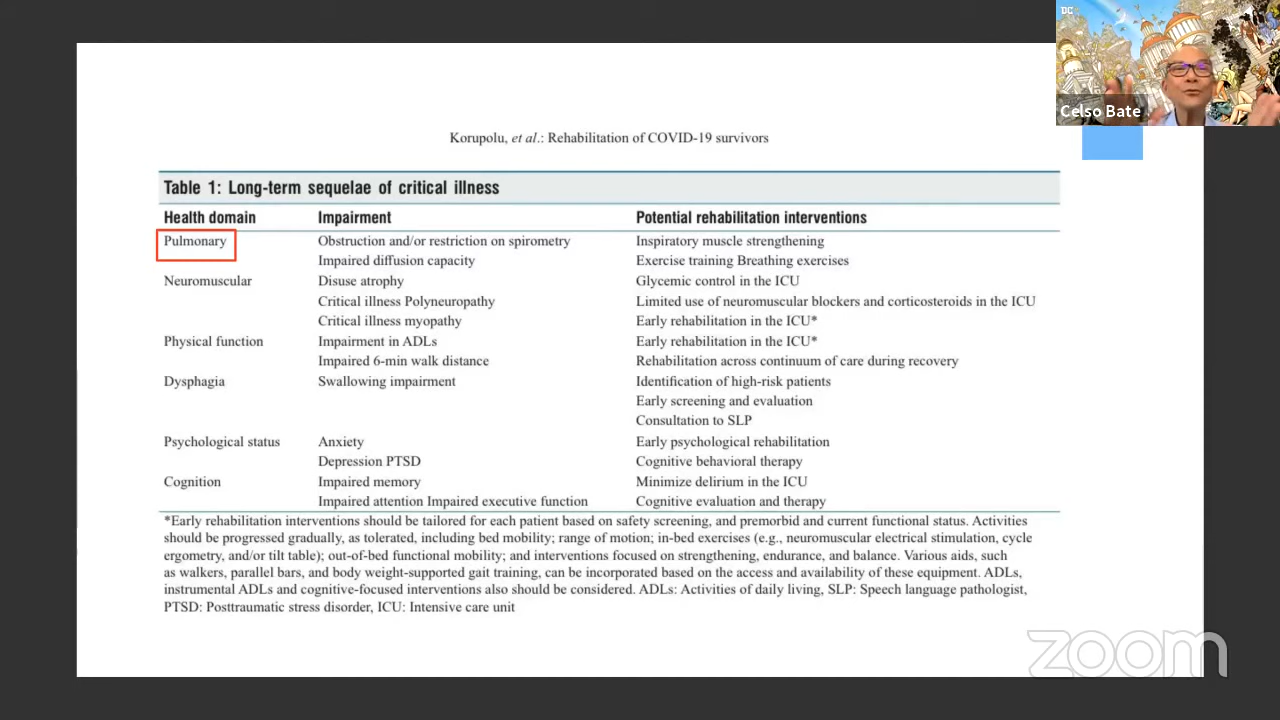 DC
Celso Bate
Korupolu, et al.: Rehabilitation of COVID-19 survivors
Table 1: Long-term sequelae of critical illness
Health domain Impairment Potential rehabilitation interventions
Pulmonary Obstruction and/or restriction on spirometry Inspiratory muscle strengthening
Impaired diffusion capacity Exercise training Breathing exercises
Neuromuscular Disuse atrophy Glycemic control in the ICU
Critical illness Polyneuropathy Limited use of neuromuscular blockers and corticosteroids in the ICU
Critical illness myopathy Early rehabilitation in the ICU*
Physical function Impairment in ADLs Early rehabilitation in the ICU*
Impaired 6-min walk distance Rehabilitation across continuum of care during recovery
Dysphagia Swallowing impairment Identification of high-risk patients
Early screening and evaluation
Consultation to SLP
Psychological status Anxiety Early psychological rehabilitation
Depression PTSD Cognitive behavioral therapy
Cognition Impaired memory Minimize delirium in the ICU
Impaired attention Impaired executive function Cognitive evaluation and therapy
*Early rehabilitation interventions should be tailored for each patient based on safety screening, and premorbid and current functional status. Activities
should be progressed gradually, as tolerated, including bed mobility; range of motion; in-bed exercises (e.g., neuromuscular electrical stimulation, cycle
ergometry, and/or tilt table); out-of-bed functional mobility; and interventions focused on strengthening, endurance, and balance. Various aids, such
as walkers, parallel bars, and body weight-supported gait training, can be incorporated based on the access and availability of these equipment. ADLs,
instrumental ADLs and cognitive-focused interventions also should be considered. ADLs: Activities of daily living, SLP: Speech language pathologist,
PTSD: Posttraumatic stress disorder, ICU: Intensive care unit
zoom